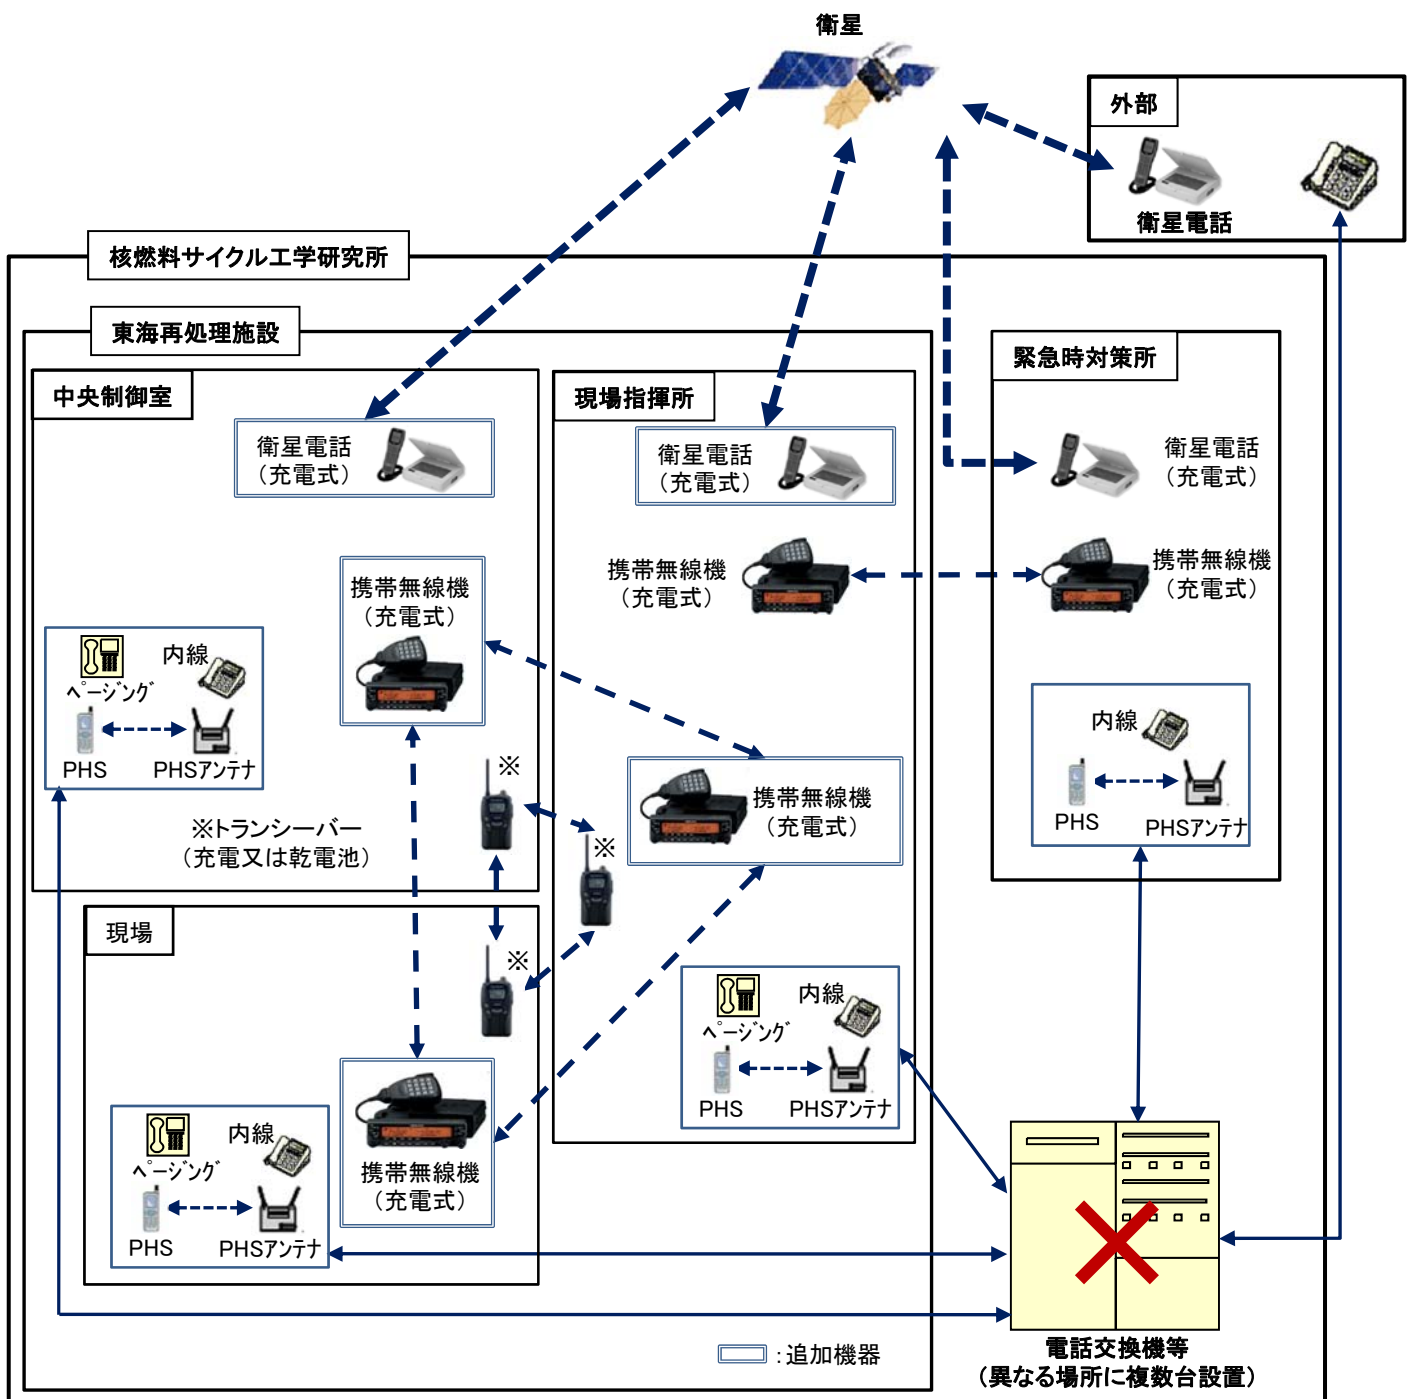 衛星
外部
衛星電話
核燃料サイクル工学研究所
東海再処理施設
緊急時対策所
中央制御室
現場指揮所
衛星電話
（充電式）
衛星電話
（充電式）
衛星電話
（充電式）
携帯無線機
（充電式）
携帯無線機
（充電式）
携帯無線機
（充電式）
ページング
内線
PHS
PHSアンテナ
内線
PHS
PHSアンテナ
※
※トランシーバー
（充電又は乾電池）
携帯無線機
（充電式）
※
現場
※
ページング
内線
PHS
PHSアンテナ
携帯無線機
（充電式）
ページング
内線
PHS
PHSアンテナ
：追加機器
電話交換機等
（異なる場所に複数台設置）